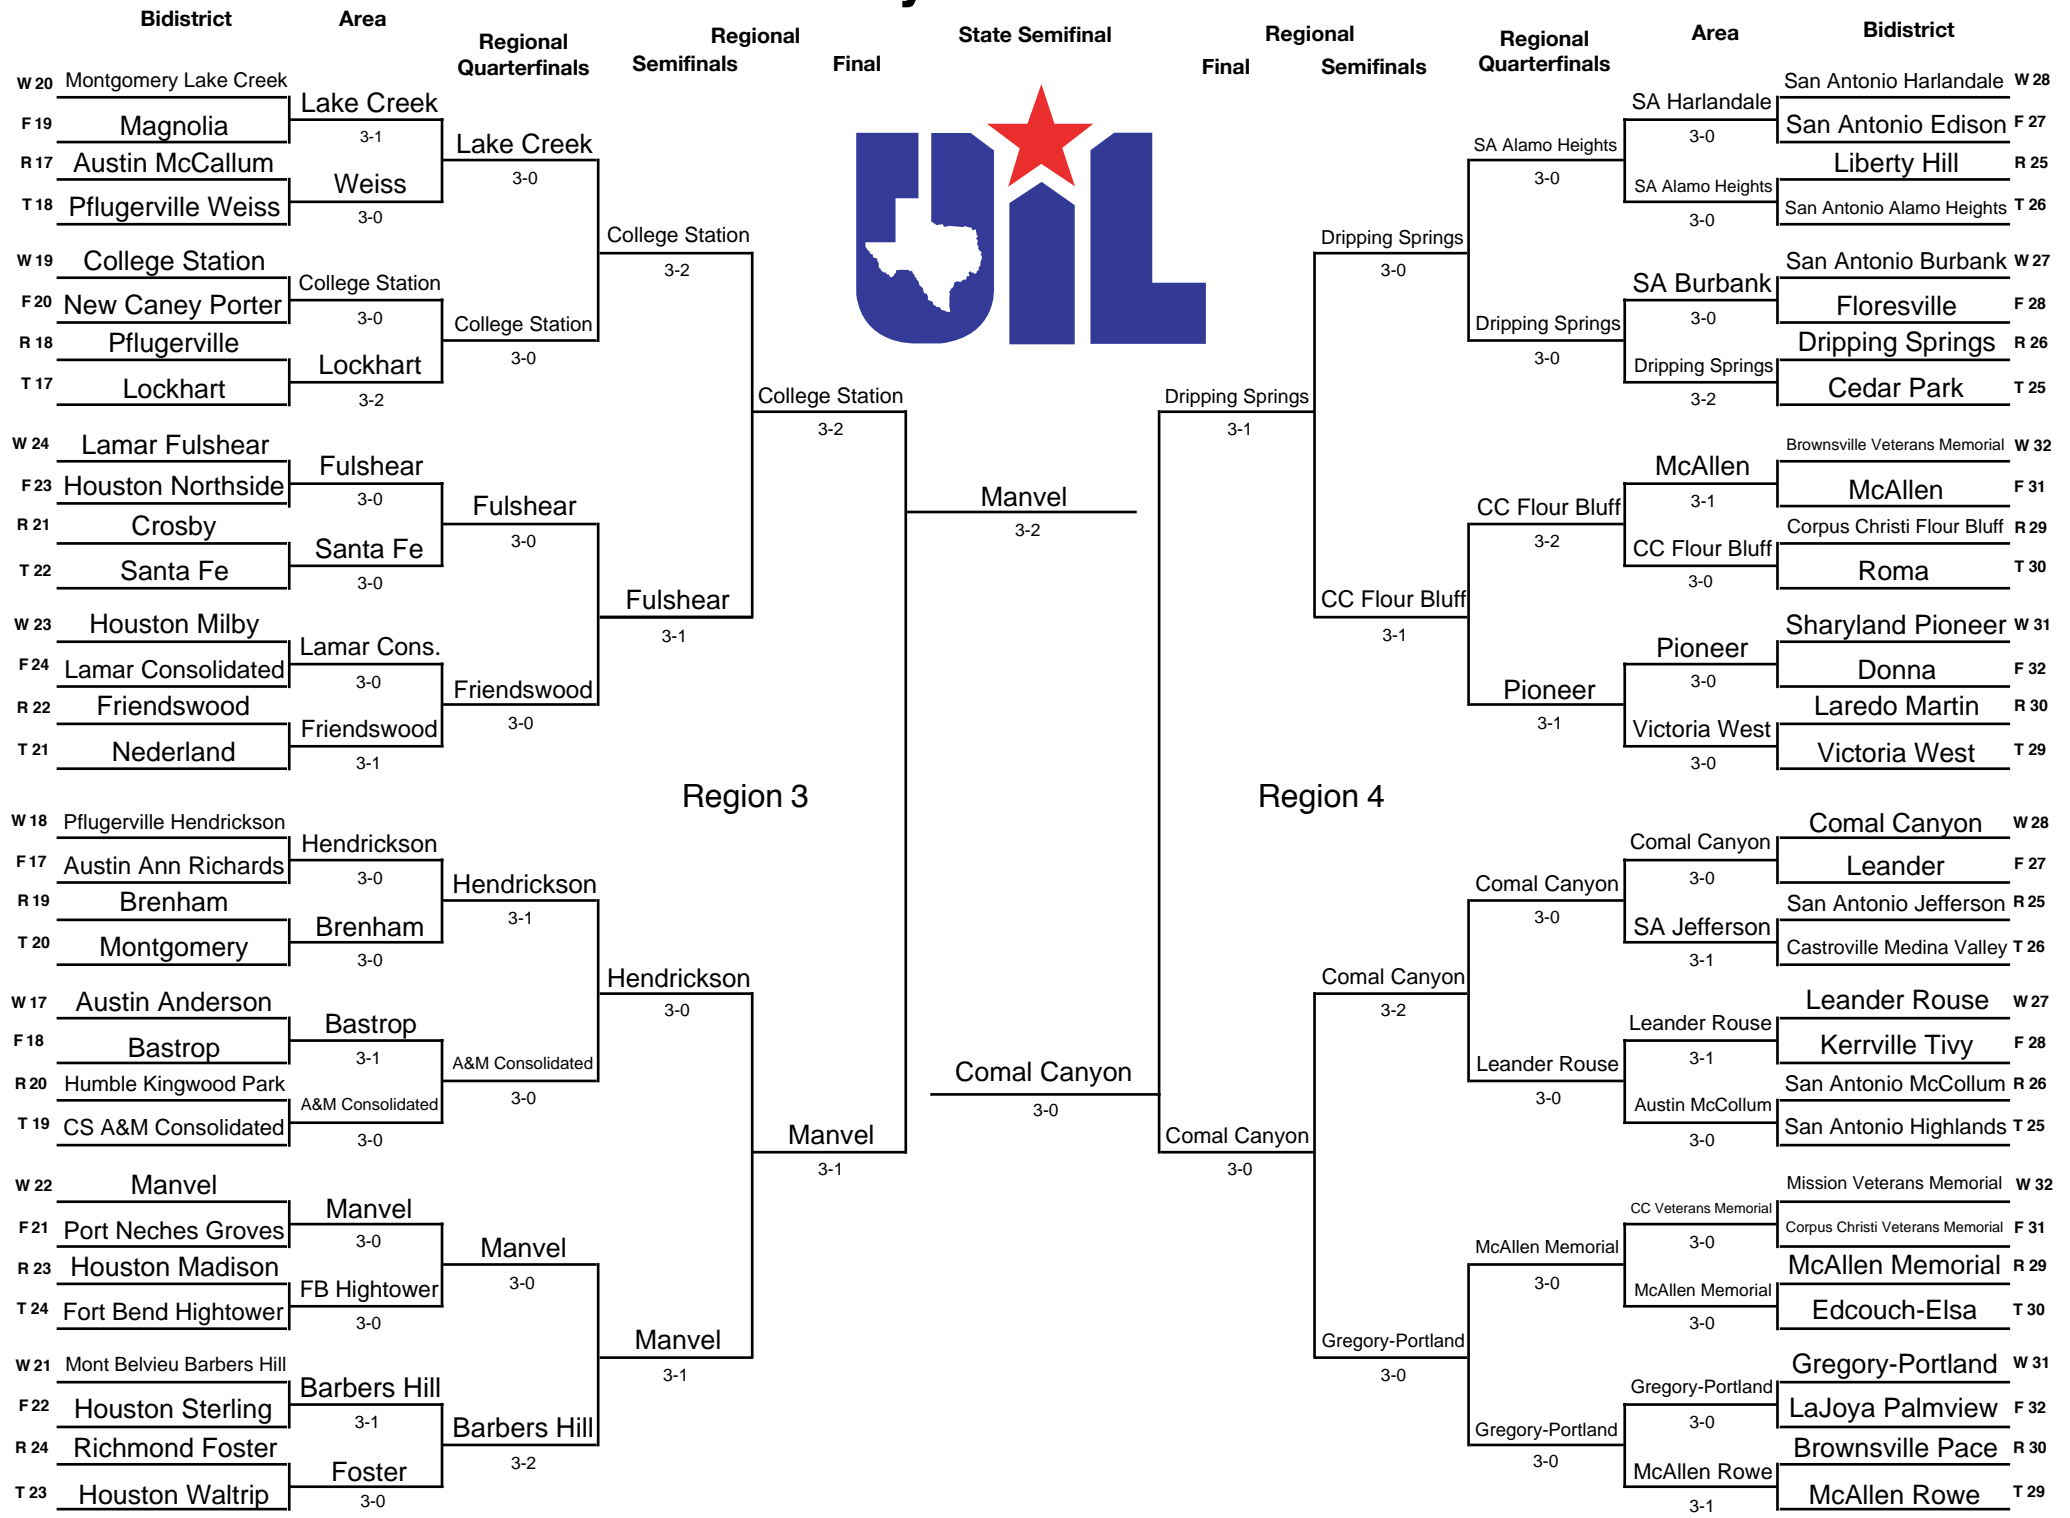 Bidistrict
Area
Regional
Quarterfinals
Regional
Semifinals
Final
State Semifinal
Regional
Final
Semifinals
Regional
Quarterfinals
Area
Bidistrict
W 20 Montgomery Lake Creek
F 19 Magnolia
R 17 Austin McCallum
T 18 Pflugerville Weiss
W 19 College Station
F 20 New Caney Porter
R 18 Pflugerville
T 17 Lockhart
W 24 Lamar Fulshear
F 23 Houston Northside
R 21 Crosby
T 22 Santa Fe
W 23 Houston Milby
F 24 Lamar Consolidated
R 22 Friendswood
T 21 Nederland
W 18 Pflugerville Hendrickson
F 17 Austin Ann Richards
R 19 Brenham
T 20 Montgomery
W 17 Austin Anderson
F 18 Bastrop
R 20 Humble Kingwood Park
T 19 CS A&M Consolidated
W 22 Manvel
F 21 Port Neches Groves
R 23 Houston Madison
T 24 Fort Bend Hightower
W 21 Mont Belvieu Barbers Hill
F 22 Houston Sterling
R 24 Richmond Foster
T 23 Houston Waltrip
Lake Creek
3-1
Weiss
3-0
College Station
3-0
Lockhart
3-2
Fulshear
3-0
Santa Fe
3-0
Lamar Cons.
3-0
Friendswood
3-1
Hendrickson
3-0
Brenham
3-0
Bastrop
3-1
A&M Consolidated
3-0
Manvel
3-0
FB Hightower
3-0
Barbers Hill
3-1
Foster
3-0
Lake Creek
3-0
College Station
3-0
Fulshear
3-0
Friendswood
3-0
Hendrickson
3-1
A&M Consolidated
3-0
Manvel
3-0
Barbers Hill
3-2
College Station
3-2
Fulshear
3-1
Region 3
Hendrickson
3-0
Manvel
3-1
College Station
3-2
Manvel
3-1
UIL
Manvel
3-2
Comal Canyon
3-0
Dripping Springs
3-1
Comal Canyon
3-0
Dripping Springs
3-0
CC Flour Bluff
3-1
Region 4
Comal Canyon
3-2
Gregory-Portland
3-0
SA Alamo Heights
3-0
Dripping Springs
3-0
CC Flour Bluff
3-2
Pioneer
3-1
Comal Canyon
3-0
Leander Rouse
3-0
McAllen Memorial
3-0
Gregory-Portland
3-0
SA Harlandale
3-0
SA Alamo Heights
3-0
SA Burbank
3-0
Dripping Springs
3-2
McAllen
3-1
CC Flour Bluff
3-0
Pioneer
3-0
Victoria West
3-0
Comal Canyon
3-0
SA Jefferson
3-1
Leander Rouse
3-1
Austin McCollum
3-0
CC Veterans Memorial
3-0
McAllen Memorial
3-0
Gregory-Portland
3-0
McAllen Rowe
3-1
San Antonio Harlandale W 28
San Antonio Edison F 27
Liberty Hill R 25
San Antonio Alamo Heights T 26
San Antonio Burbank W 27
Floresville F 28
Dripping Springs R 26
Cedar Park T 25
Brownsville Veterans Memorial W 32
McAllen F 31
Corpus Christi Flour Bluff R 29
Roma T 30
Sharyland Pioneer W 31
Donna F 32
Laredo Martin R 30
Victoria West T 29
Comal Canyon W 28
Leander F 27
San Antonio Jefferson R 25
Castroville Medina Valley T 26
Leander Rouse W 27
Kerrville Tivy F 28
San Antonio McCollum R 26
San Antonio Highlands T 25
Mission Veterans Memorial W 32
Corpus Christi Veterans Memorial F 31
McAllen Memorial R 29
Edcouch-Elsa T 30
Gregory-Portland W 31
LaJoya Palmview F 32
Brownsville Pace R 30
McAllen Rowe T 29